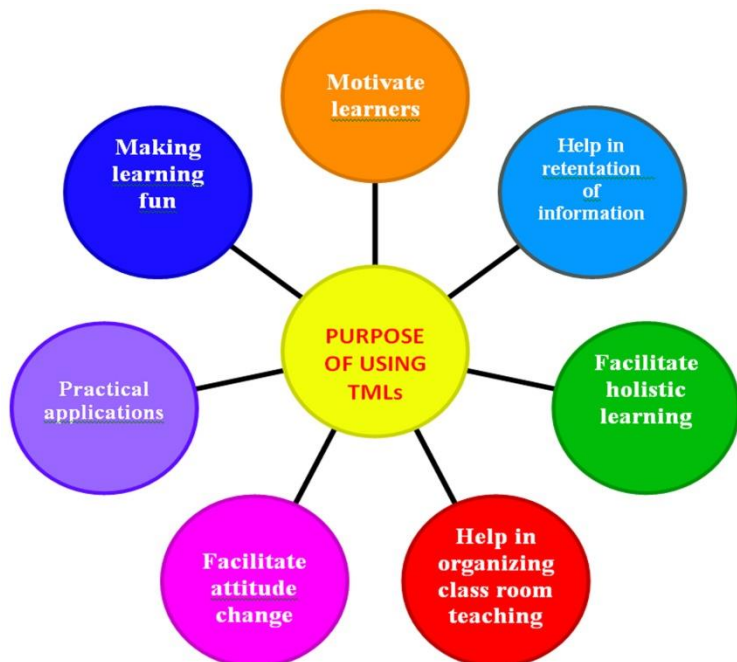 Motivate
learners
Help in
retentation
of
information
Facilitate
holistic
learning
Help in
organizing
class room
teaching
Facilitate
attitude
change
Practical
applications
Making
learning
fun
PURPOSE
OF USING
TMLs